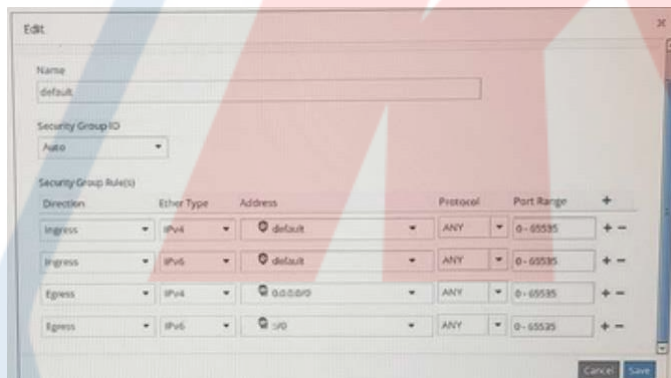 Edit
Name
default
Security Group ID
Auto
Security Group Rule(s)
Direction Ether Type Address Protocol Port Range
Ingress IPv4 default ANY 0 - 65535
Ingress IPv6 default ANY 0 - 65535
Egress IPv4 0.0.0.0/0 ANY 0 - 65535
Egress IPv6 ::/0 ANY 0 - 65535
Cancel Save